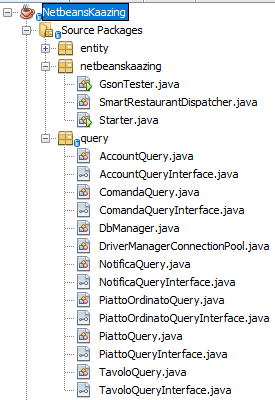 NetbeansKaazing
Source Packages
entity
netbeanskaazing
GsonTester.java
SmartRestaurantDispatcher.java
Starter.java
query
AccountQuery.java
AccountQueryInterface.java
ComandaQuery.java
ComandaQueryInterface.java
DbManager.java
DriverManagerConnectionPool.java
NotificaQuery.java
NotificaQueryInterface.java
PiattoOrdinatoQuery.java
PiattoOrdinatoQueryInterface.java
PiattoQuery.java
PiattoQueryInterface.java
TavoloQuery.java
TavoloQueryInterface.java